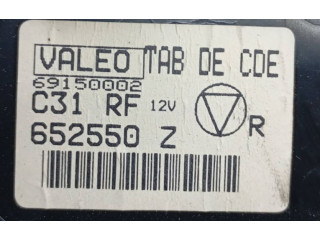 VALEO TAB DE CDE
69150002
C31 RF 12V
R
652550 Z